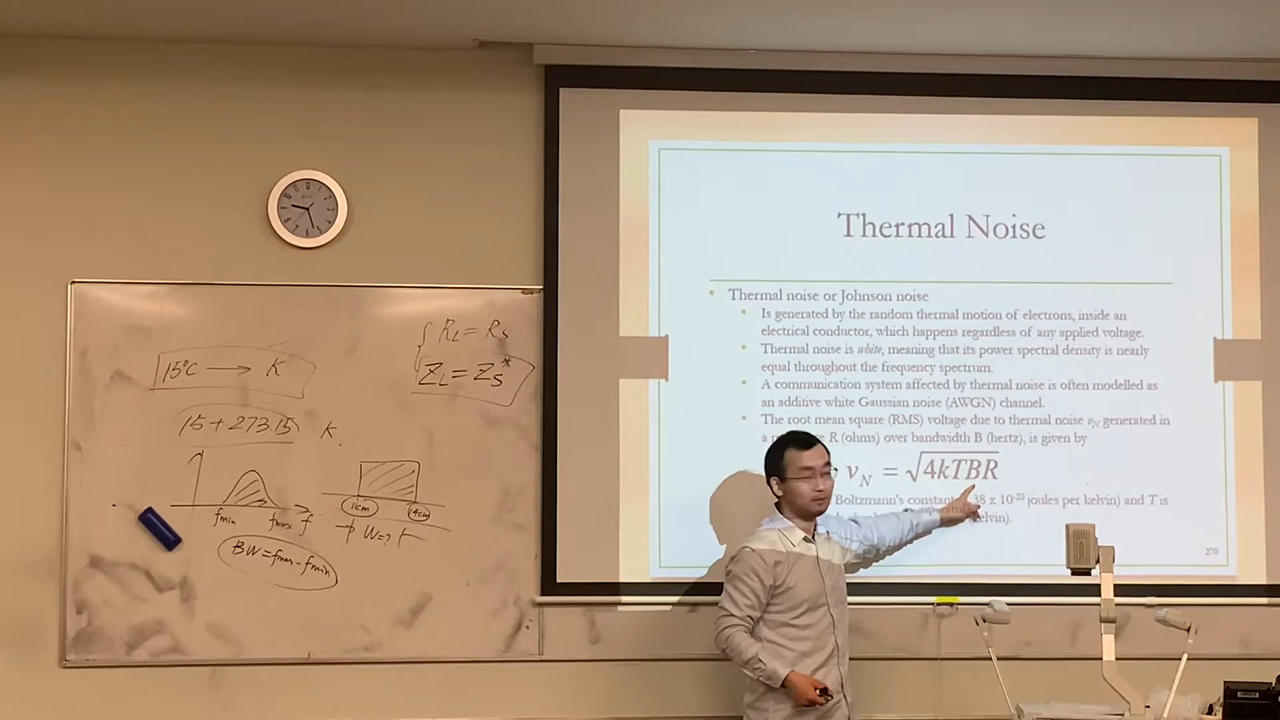 Thermal Noise
Thermal noise or Johnson noise
Is generated by the random thermal motion of electrons, inside an
electrical conductor, which happens regardless of any applied voltage.
Thermal noise is white, meaning that its power spectral density is nearly
equal throughout the frequency spectrum.
A communication system affected by thermal noise is often modelled as
an additive white Gaussian noise (AWGN) channel.
The root mean square (RMS) voltage due to thermal noise vN generated in
a R (ohms) over bandwidth B (hertz), is given by
vN = √4kTBR
Boltzmann's constant 38 x 10-23 joules per kelvin) and T is
kelvin).
270
RL = RS
ZL = ZS*
15°C → K
15 + 273.15 K.
fmin fmax f
BW = fmax - fmin
1cm 4cm
W = ?